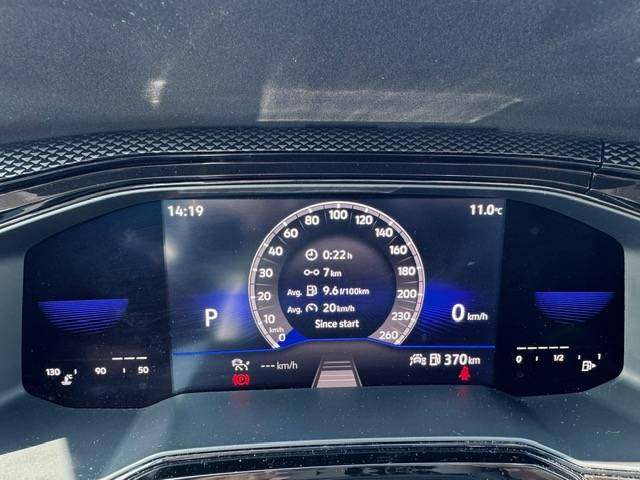 14:19
11.0°C
0
10
20
30
40
60
80
100
120
140
160
180
200
230
260
km/h
0:22 h
7 km
Avg. 9.6 l/100km
Avg. 20 km/h
Since start
P
0 km/h
130 90 50
--- km/h
370 km
0 1/2 1
(P)